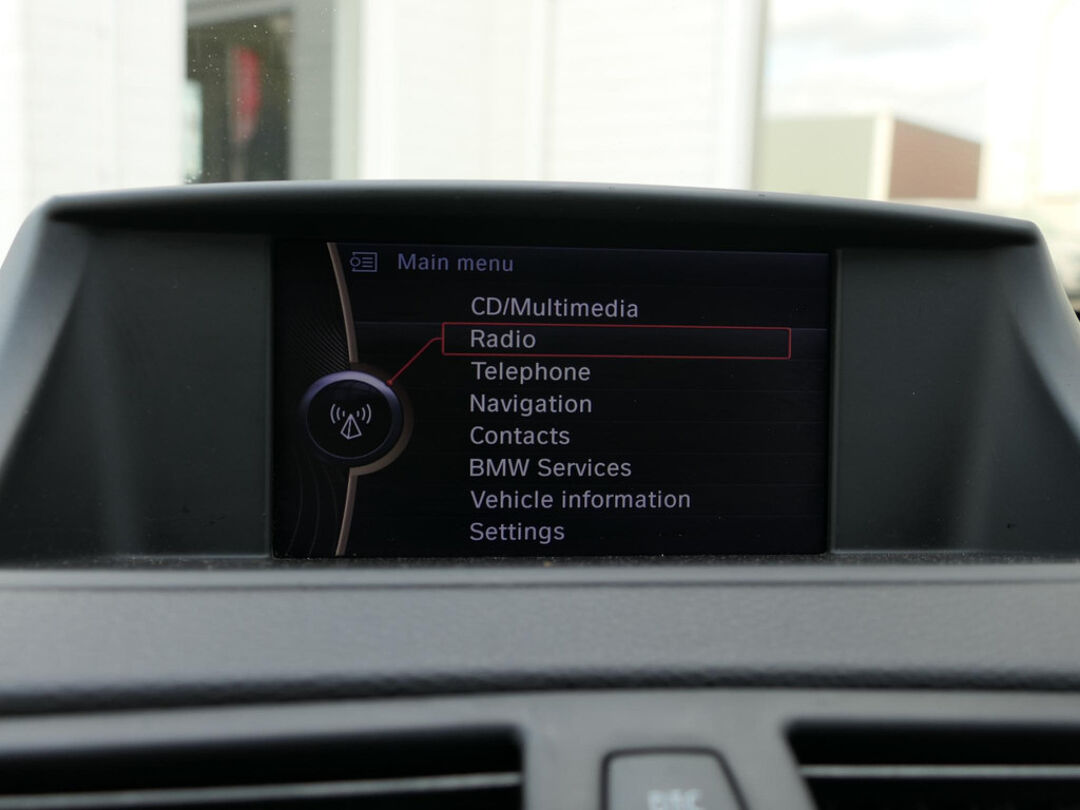 Main menu
CD/Multimedia
Radio
Telephone
Navigation
Contacts
BMW Services
Vehicle information
Settings